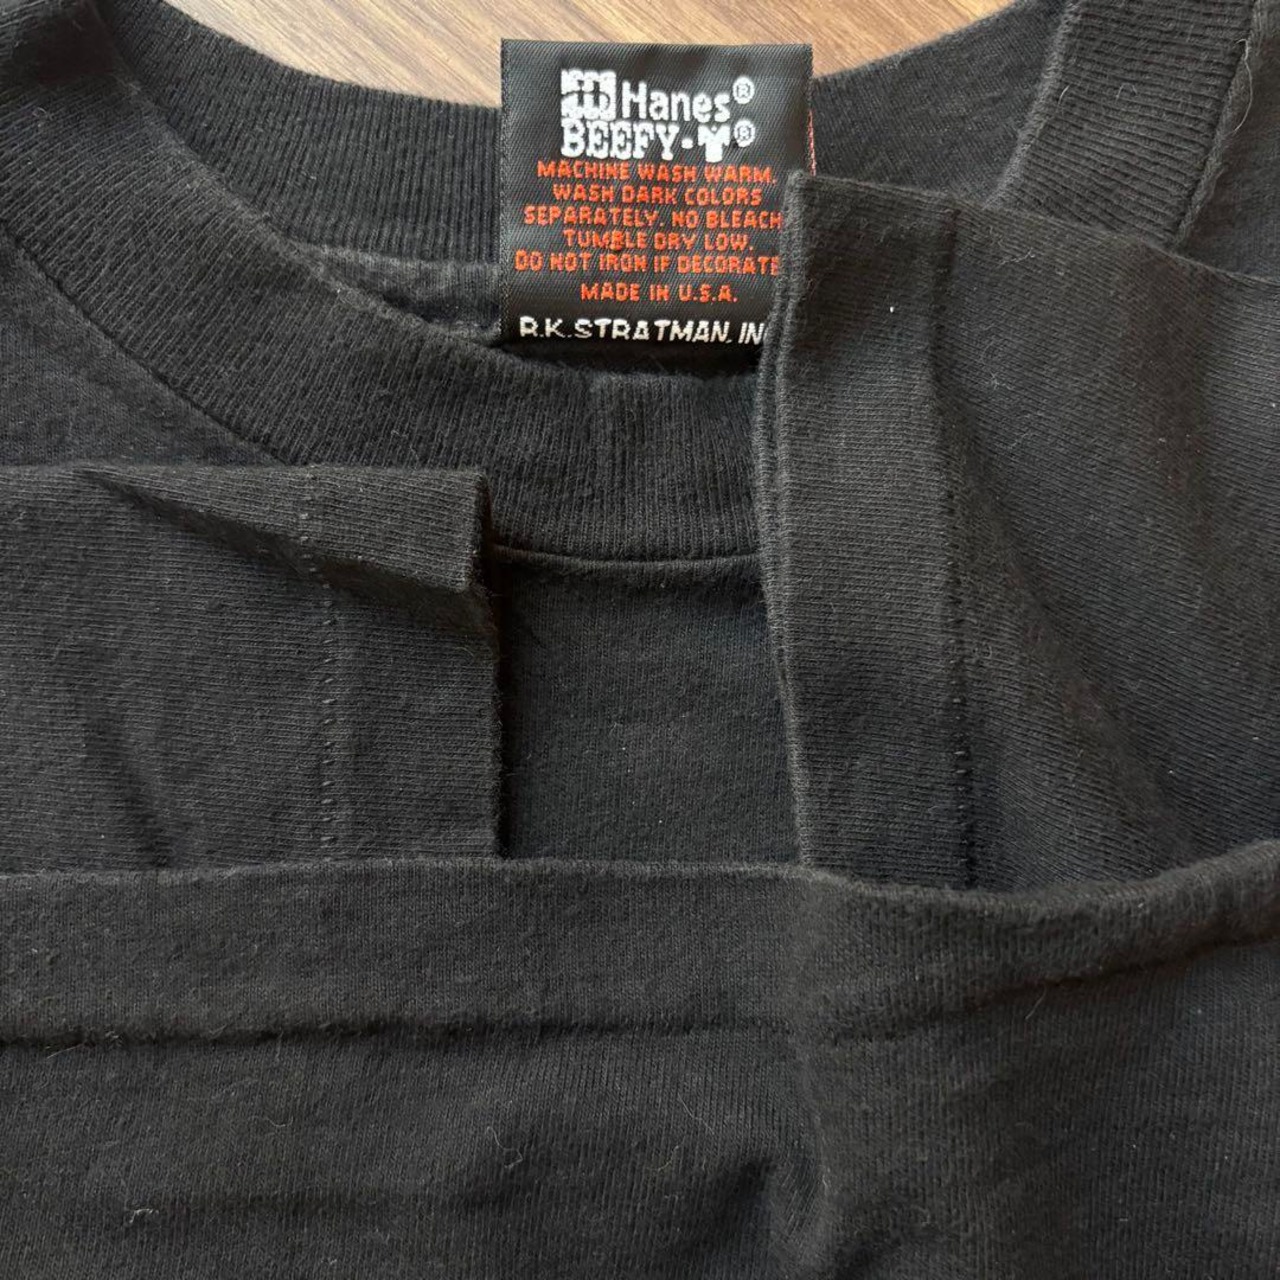 Hanes®
BEEFY-T®
MACHINE WASH WARM.
WASH DARK COLORS
SEPARATELY. NO BLEACH
TUMBLE DRY LOW.
DO NOT IRON IF DECORATE
MADE IN U.S.A.
R.K.STRATMAN, IN